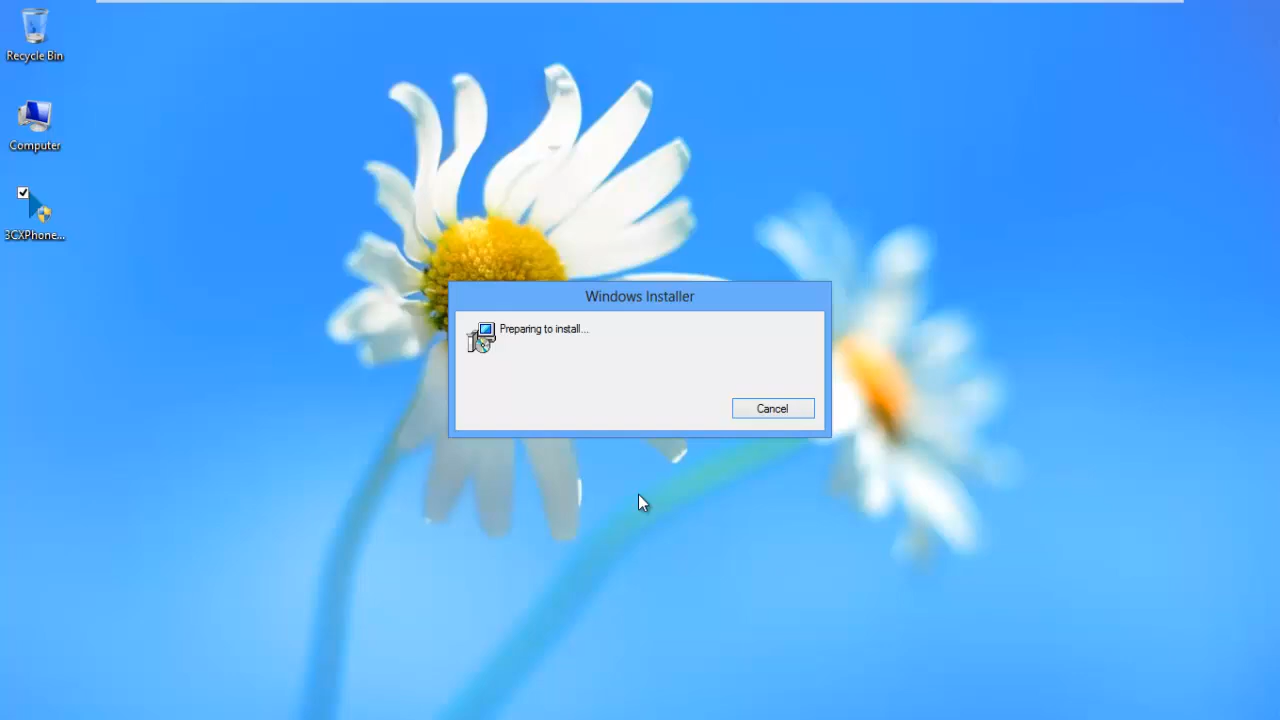 Recycle Bin
Computer
3CXPhone...
Windows Installer
Preparing to install...
Cancel